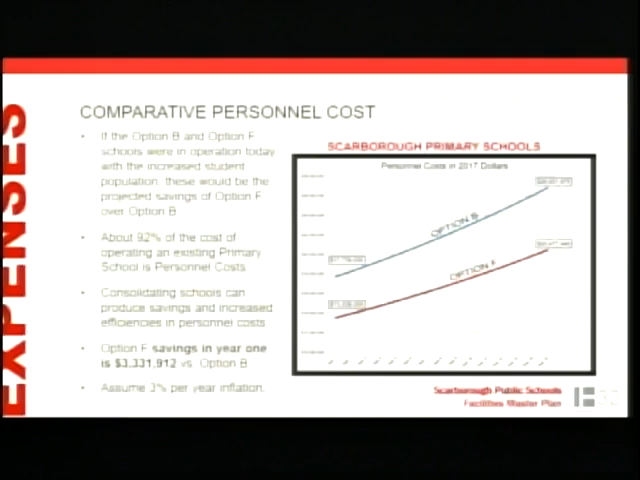 EXPENSES
COMPARATIVE PERSONNEL COST
If the Option B and Option F
schools were in operation today
with the increased student
population, these would be the
projected savings of Option F
over Option B
About 92% of the cost of
operating an existing Primary
School is Personnel Costs
Consolidating schools can
produce savings and increased
efficiencies in personnel costs
Option F savings in year one
is $3,331,912 vs. Option B
Assume 3% per year inflation.
SCARBOROUGH PRIMARY SCHOOLS
Personnel Costs in 2017 Dollars
OPTION B
OPTION F
Scarborough Public Schools
Facilities Master Plan